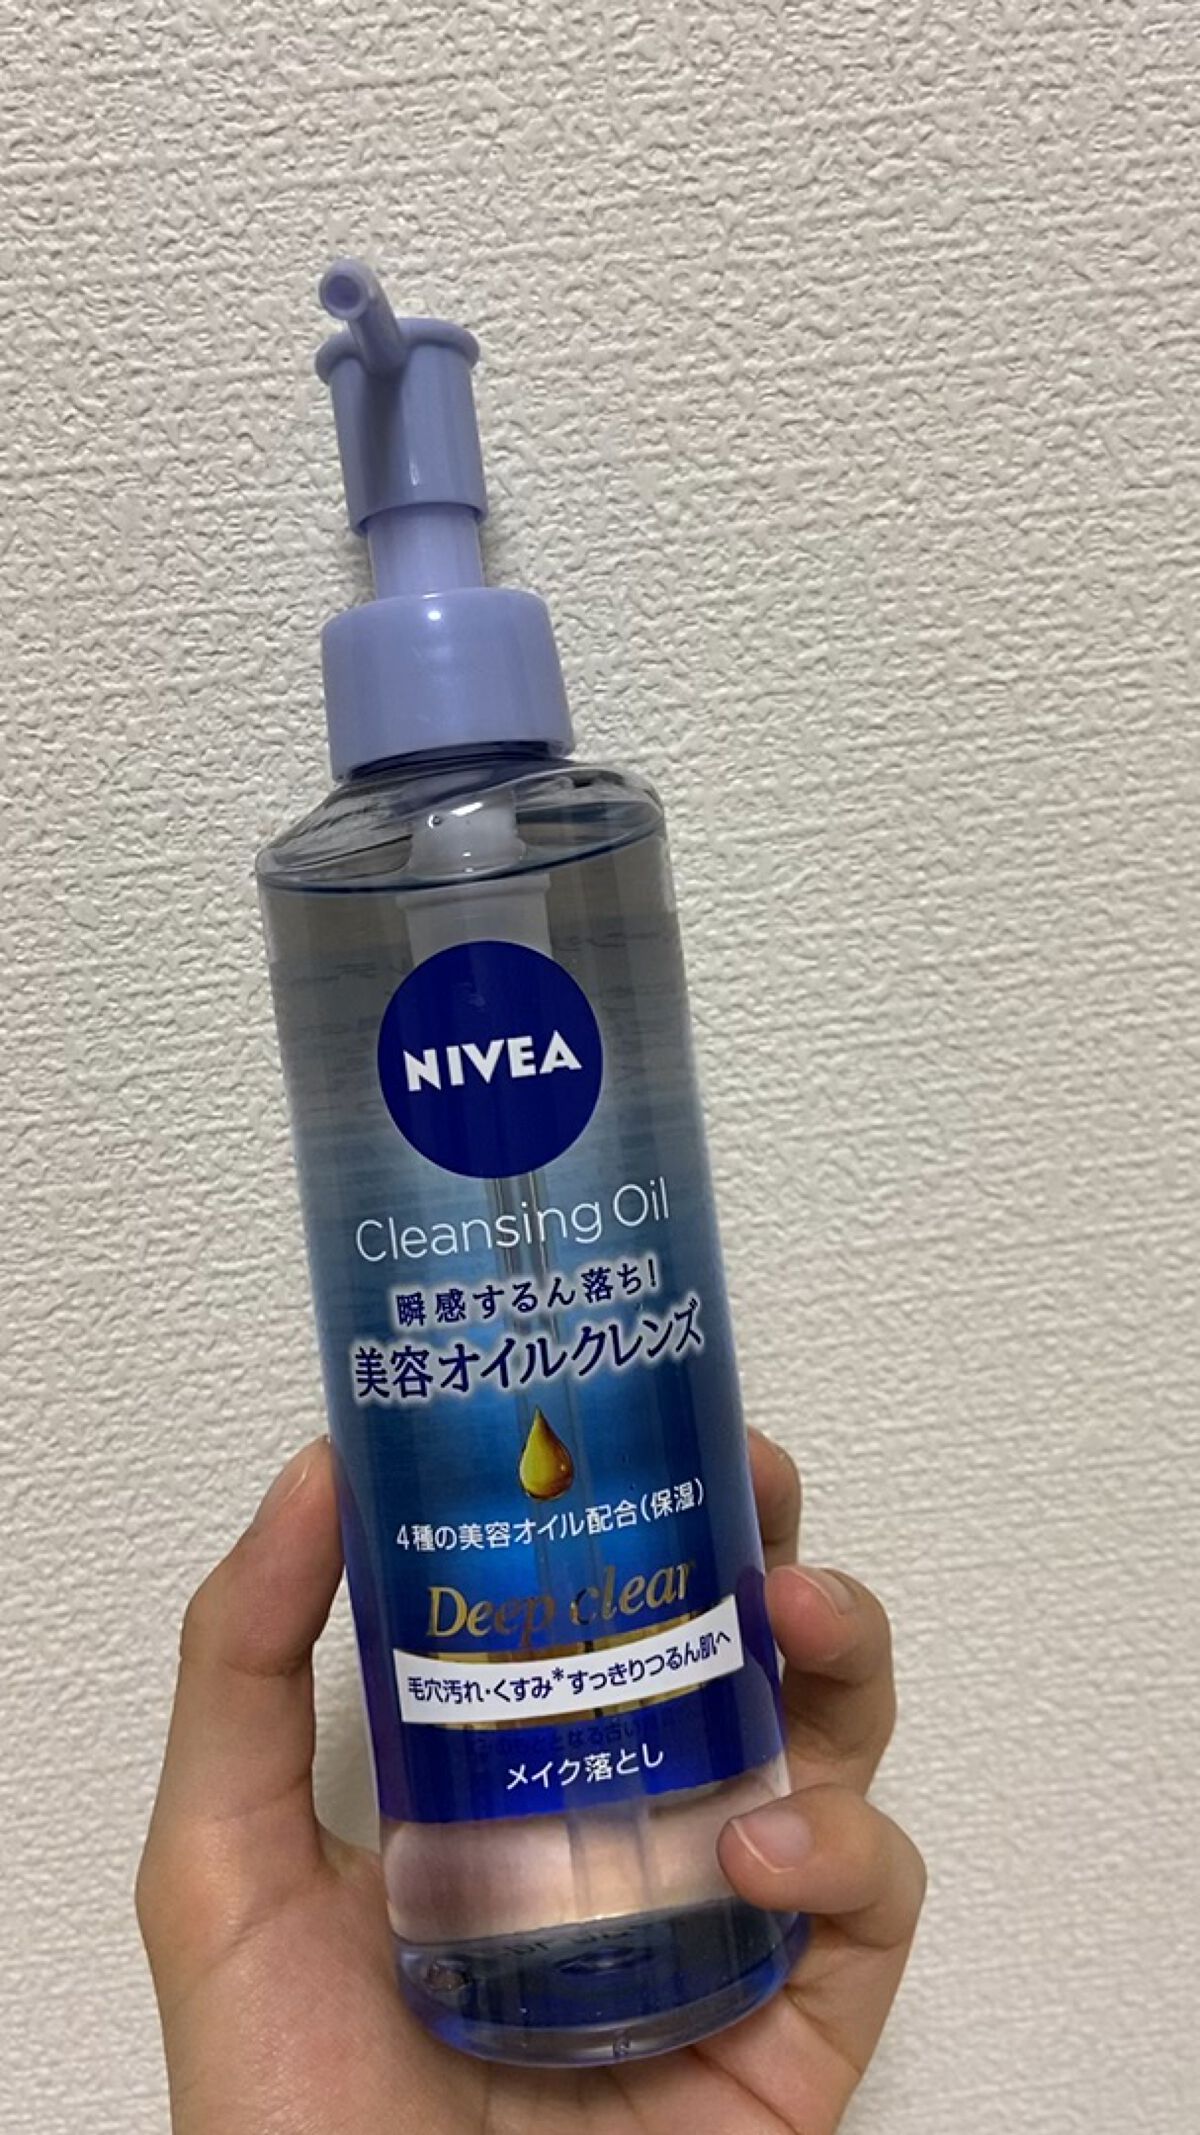 NIVEA
Cleansing Oil
瞬感するん落ち!
美容オイルクレンズ
4種の美容オイル配合(保湿)
Deep clear
毛穴汚れ・くすみ*すっきりつるん肌へ
メイク落とし